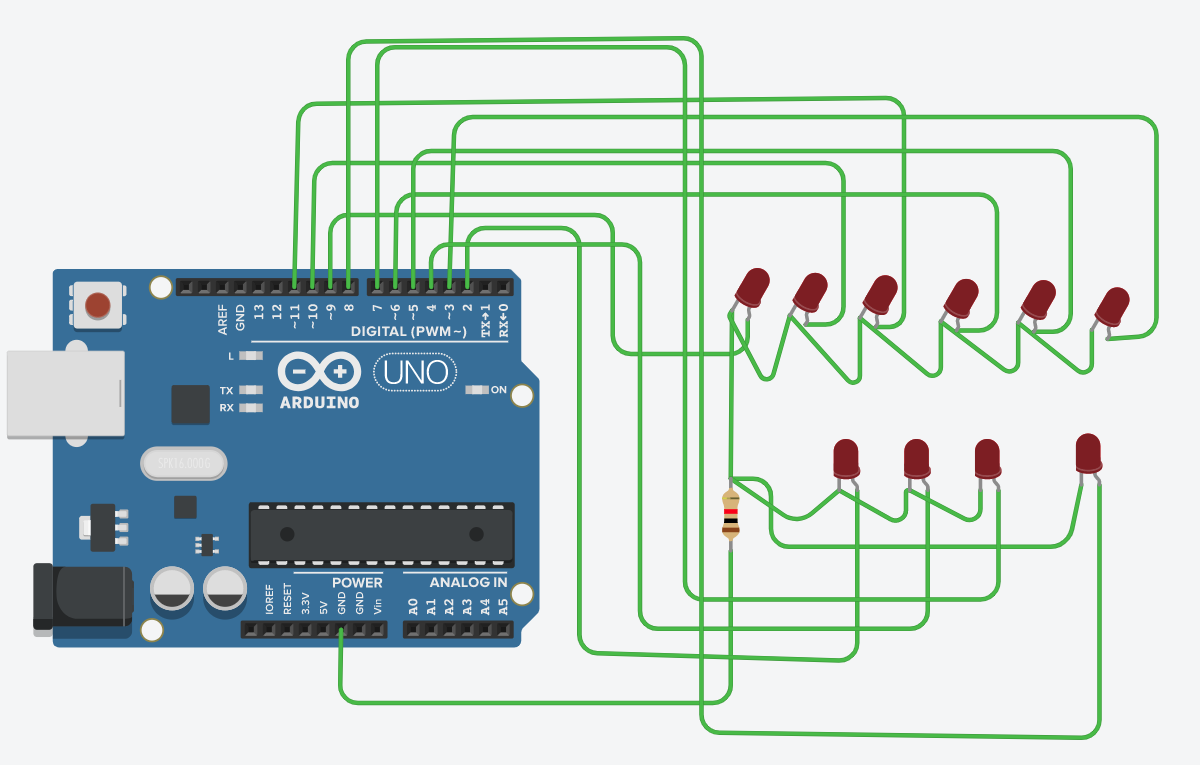 AREF
GND
13
12
~11
~10
~9
8
7
~6
~5
4
~3
2
TX→1
RX←0
DIGITAL (PWM~)
L
TX
RX
UNO
ON
ARDUINO
SPK16.000G
POWER
ANALOG IN
IOREF
RESET
3.3V
5V
GND
GND
Vin
A0
A1
A2
A3
A4
A5